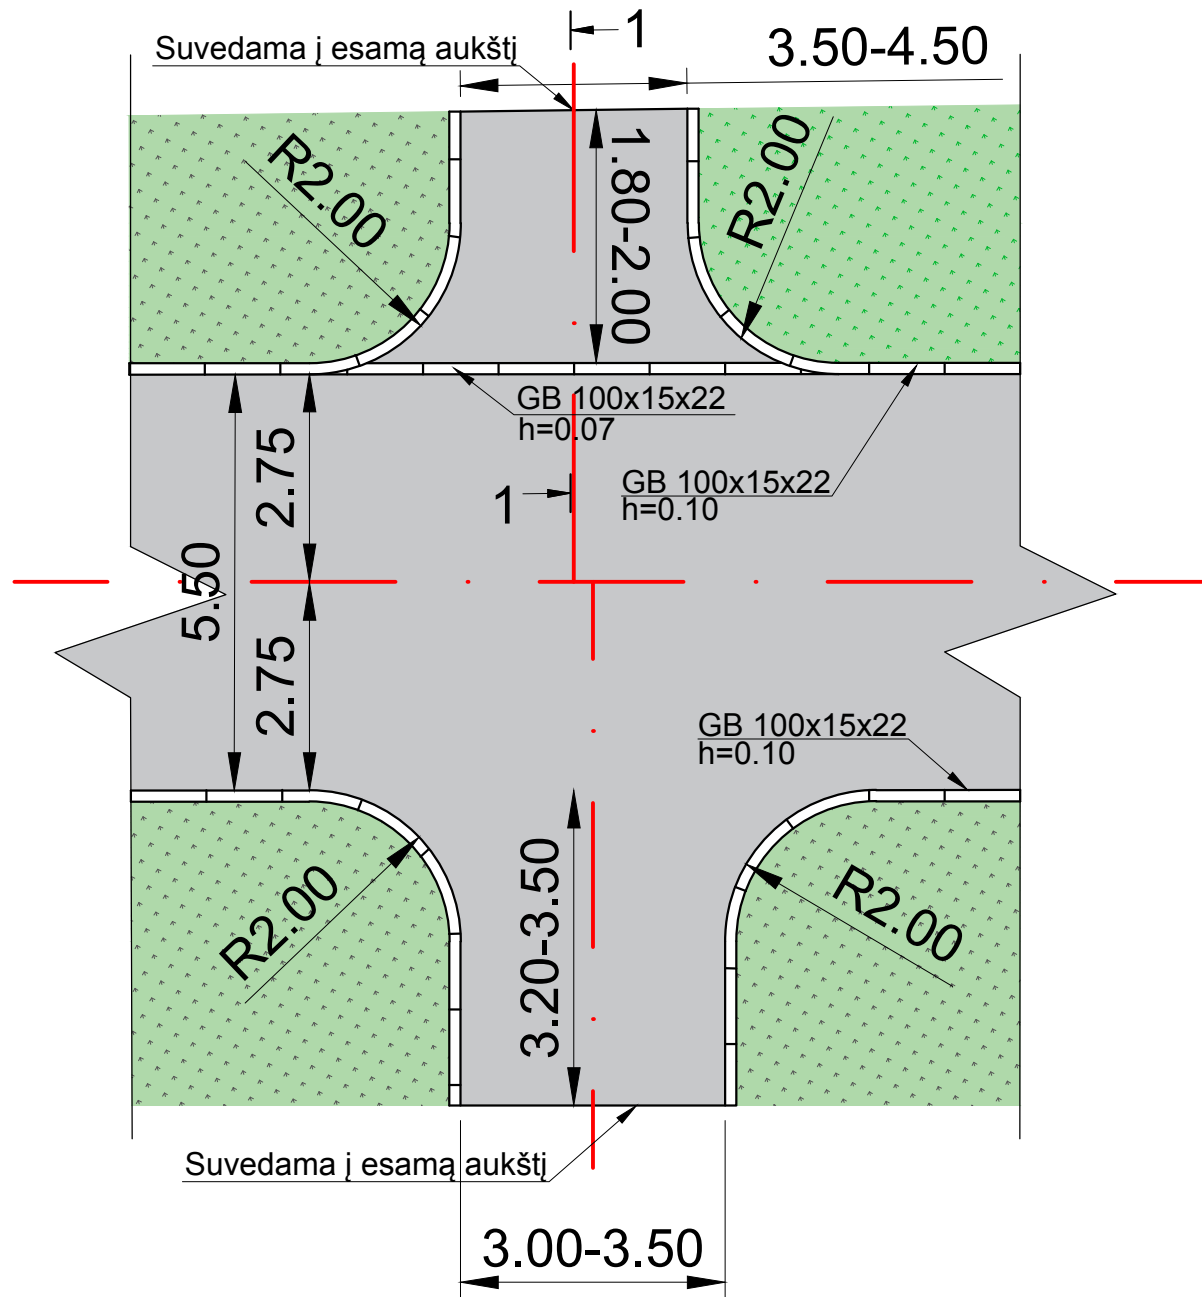 1
Suvedama į esamą aukštį
3.50-4.50
R2.00
1.80-2.00
R2.00
GB 100x15x22
h=0.07
2.75
GB 100x15x22
h=0.10
1
5.50
2.75
GB 100x15x22
h=0.10
R2.00
3.20-3.50
R2.00
Suvedama į esamą aukštį
3.00-3.50